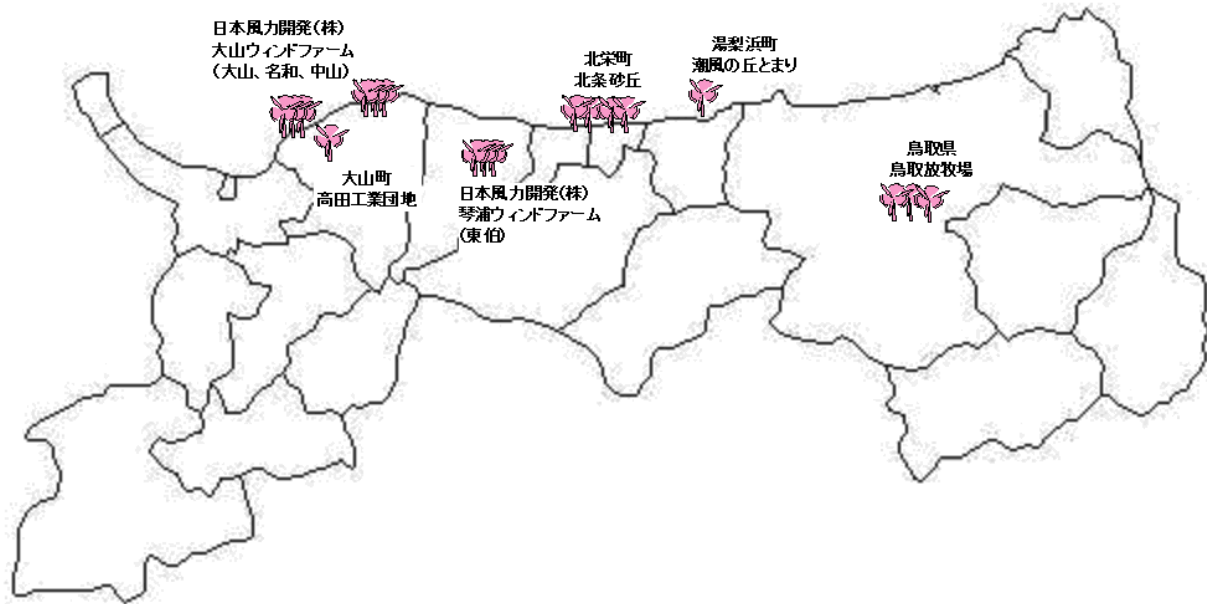 日本風力開発(株)
大山ウィンドファーム
(大山、名和、中山)
大山町
高田工業団地
日本風力開発(株)
琴浦ウィンドファーム
(東伯)
北栄町
北条砂丘
湯梨浜町
潮風の丘とまり
鳥取県
鳥取放牧場